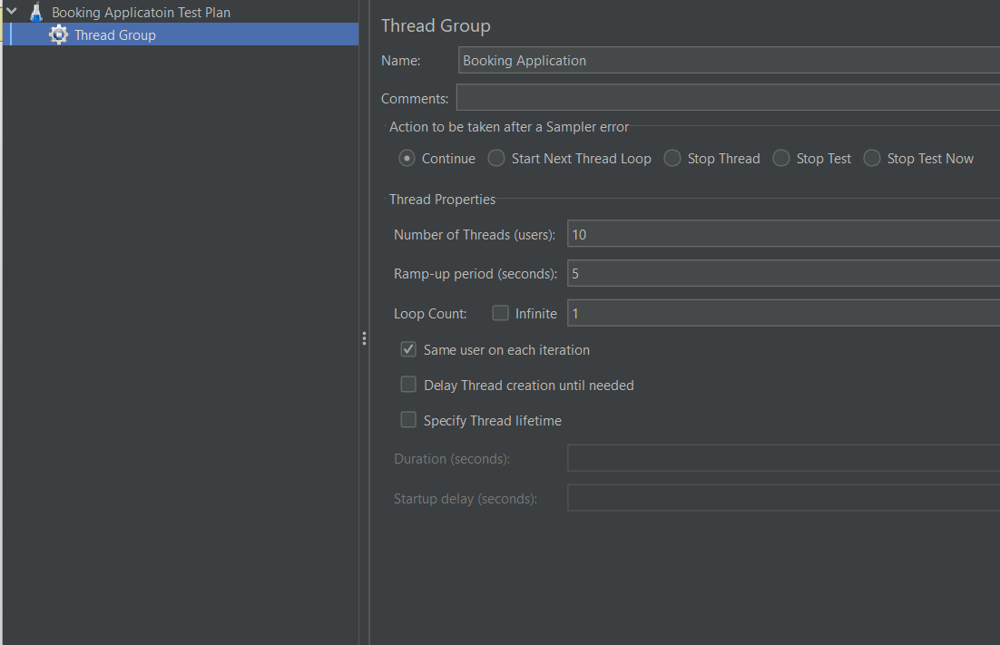 Booking Applicatoin Test Plan
Thread Group
Thread Group
Name: Booking Application
Comments:
Action to be taken after a Sampler error
Continue Start Next Thread Loop Stop Thread Stop Test Stop Test Now
Thread Properties
Number of Threads (users): 10
Ramp-up period (seconds): 5
Loop Count: Infinite 1
Same user on each iteration
Delay Thread creation until needed
Specify Thread lifetime
Duration (seconds):
Startup delay (seconds):